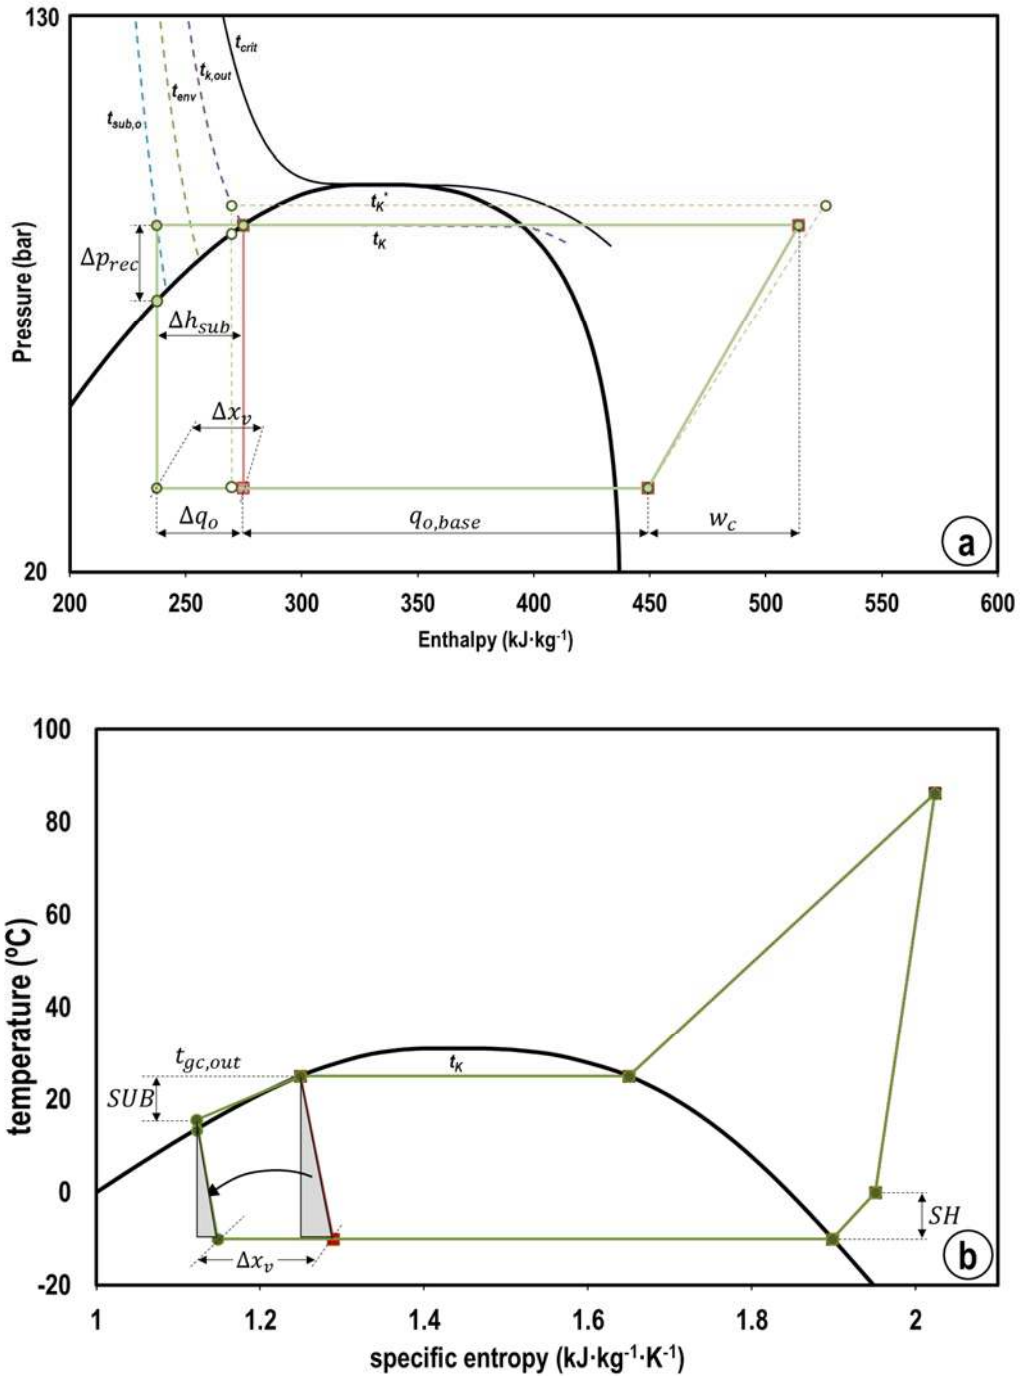 130
t_crit
t_k,out
t_env
t_sub,o
t_K*
t_K
Δp_rec
Δh_sub
Δx_v
Δq_o
q_o,base
w_c
a
Pressure (bar)
20
200 250 300 350 400 450 500 550 600
Enthalpy (kJ·kg⁻¹)
100
80
60
40
20
0
-20
temperature (ºC)
t_gc,out
t_K
SUB
SH
Δx_v
b
1 1.2 1.4 1.6 1.8 2
specific entropy (kJ·kg⁻¹·K⁻¹)